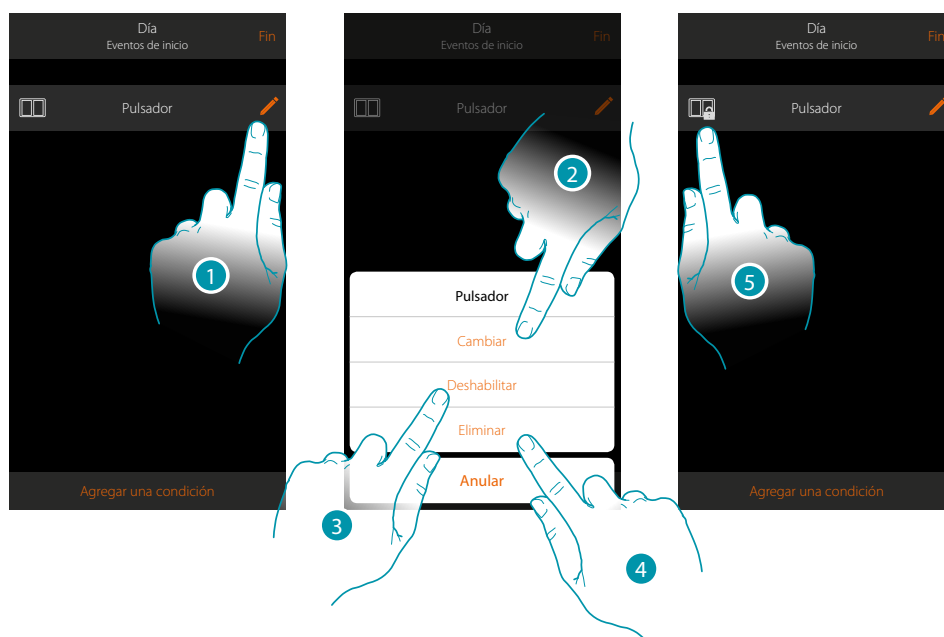 Día
Eventos de inicio
Fin
Pulsador
1
Agregar una condición
Día
Eventos de inicio
Fin
Pulsador
2
Pulsador
Cambiar
Deshabilitar
Eliminar
Anular
3
4
Día
Eventos de inicio
Fin
Pulsador
5
Agregar una condición